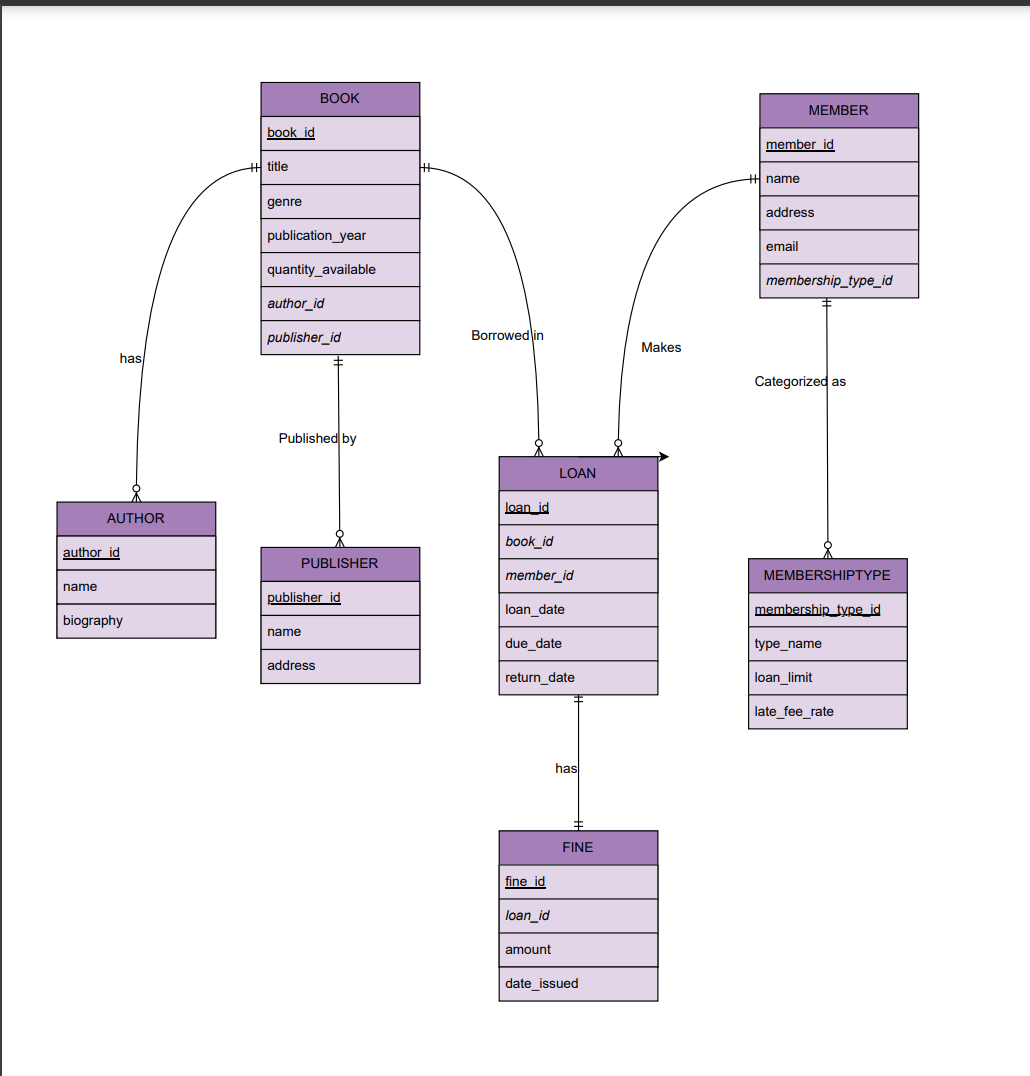 BOOK
book_id
title
genre
publication_year
quantity_available
author_id
publisher_id
MEMBER
member_id
name
address
email
membership_type_id
has
Published by
Borrowed in
Makes
Categorized as
AUTHOR
author_id
name
biography
PUBLISHER
publisher_id
name
address
LOAN
loan_id
book_id
member_id
loan_date
due_date
return_date
MEMBERSHIPTYPE
membership_type_id
type_name
loan_limit
late_fee_rate
has
FINE
fine_id
loan_id
amount
date_issued